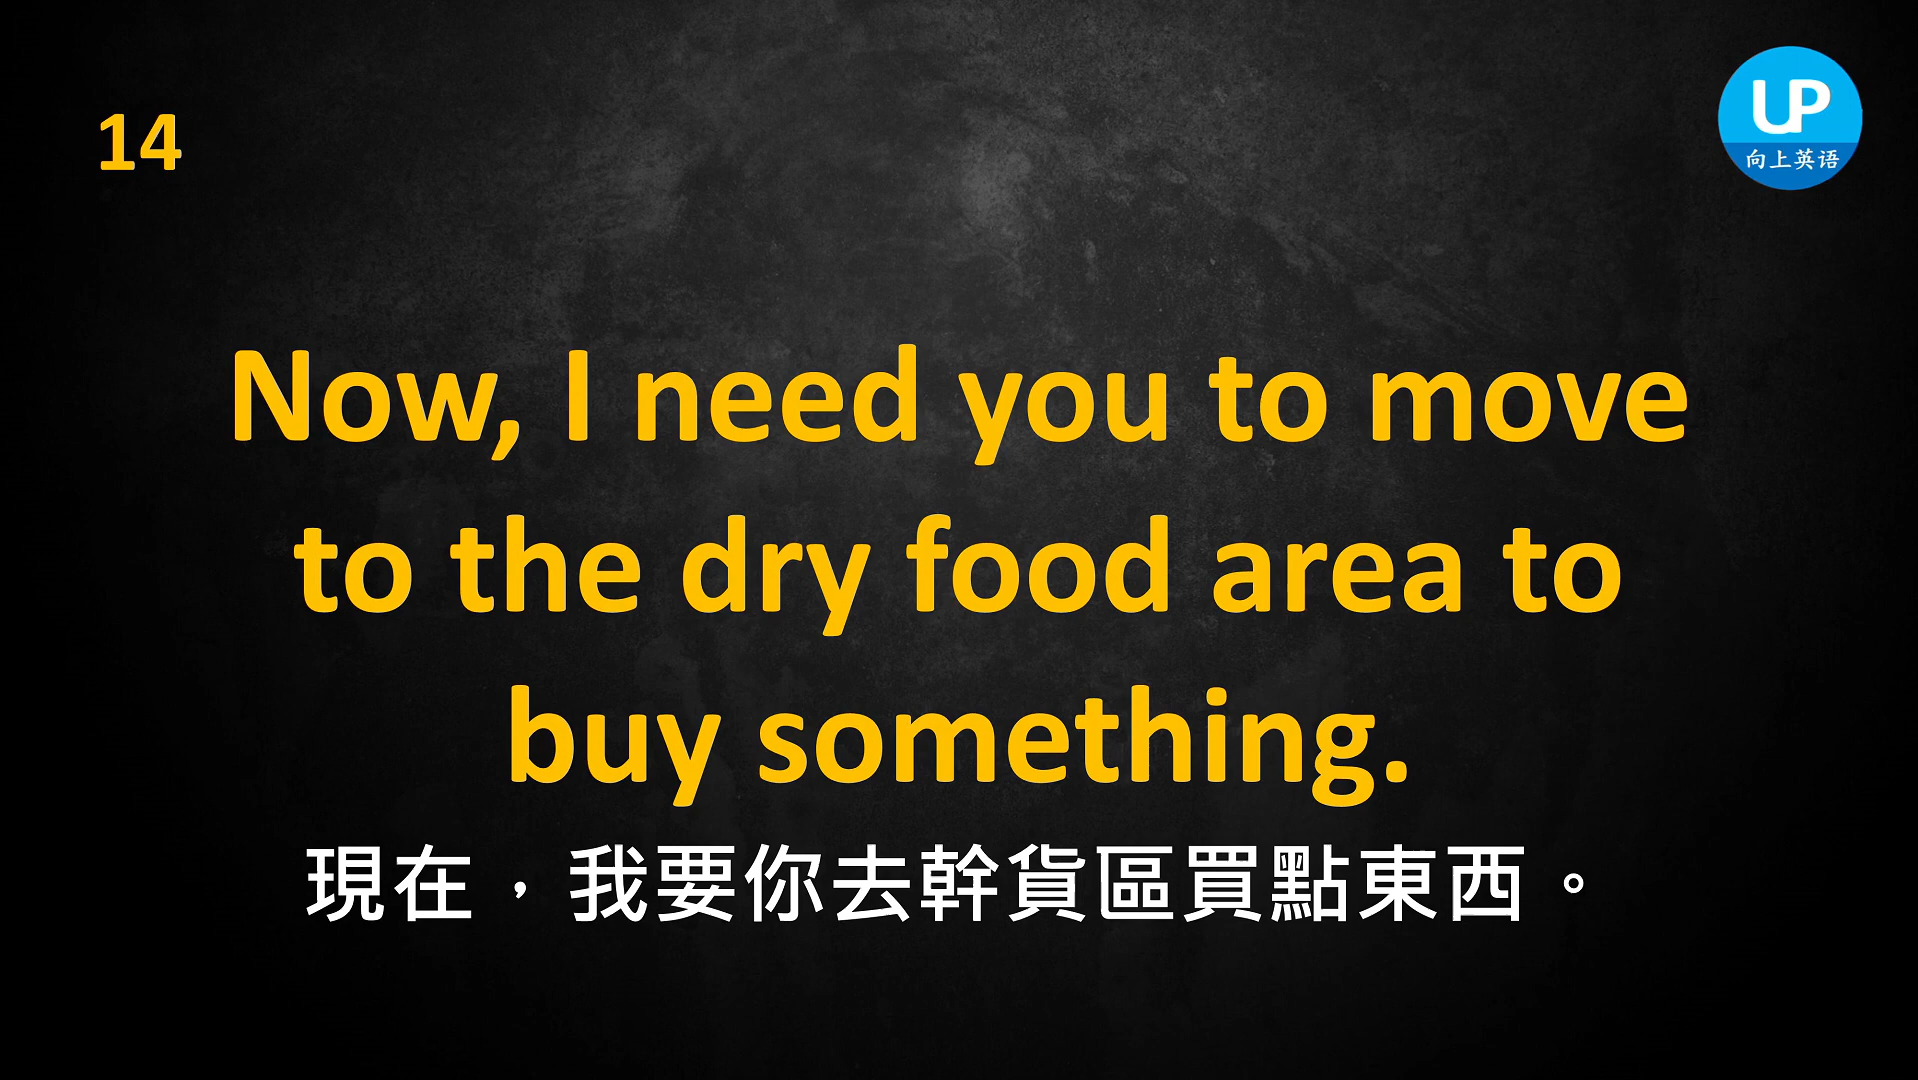 14
UP
向上英语
Now, I need you to move
to the dry food area to
buy something.
現在，我要你去幹貨區買點東西。